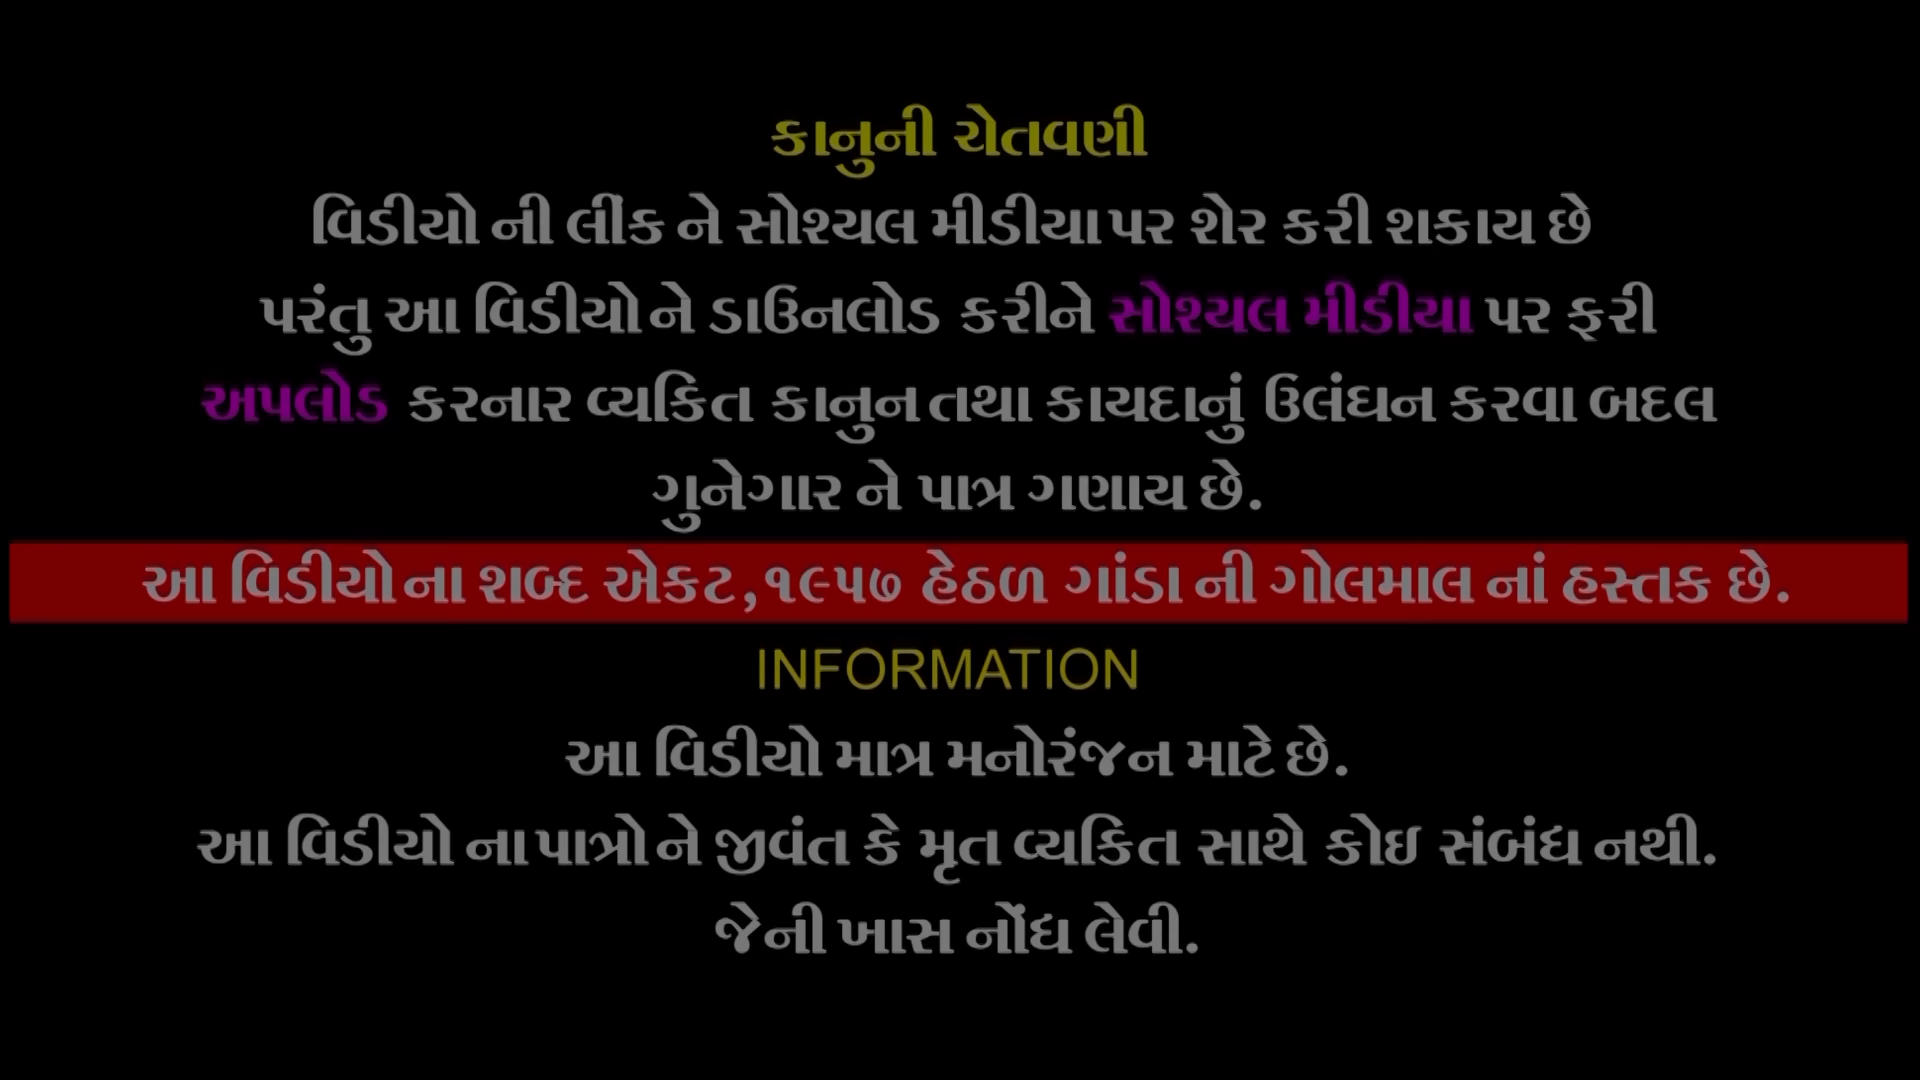 કાનુની ચેતવણી
વિડીયો ની લીંક ને સોશ્યલ મીડીયા પર શેર કરી શકાય છે
પરંતુ આ વિડીયો ને ડાઉનલોડ કરીને સોશ્યલ મીડીયા પર ફરી
અપલોડ કરનાર વ્યકિત કાનુન તથા કાયદાનું ઉલંઘન કરવા બદલ
ગુનેગાર ને પાત્ર ગણાય છે.
આ વિડીયો ના શબ્દ એકટ,૧૯૫૭ હેઠળ ગાંડા ની ગોલમાલ નાં હસ્તક છે.
INFORMATION
આ વિડીયો માત્ર મનોરંજન માટે છે.
આ વિડીયો ના પાત્રો ને જીવંત કે મૃત વ્યકિત સાથે કોઇ સંબંધ નથી.
જેની ખાસ નોંધ લેવી.